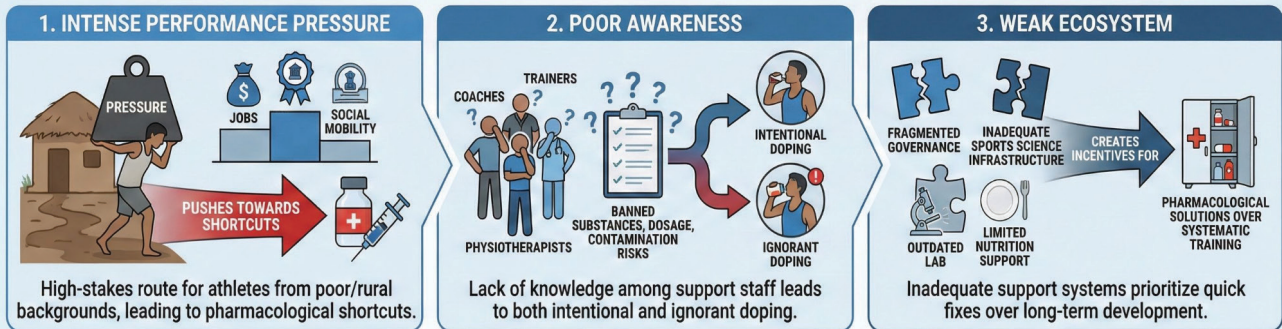 1. INTENSE PERFORMANCE PRESSURE
PRESSURE
$
JOBS
SOCIAL
MOBILITY
PUSHES TOWARDS
SHORTCUTS
High-stakes route for athletes from poor/rural
backgrounds, leading to pharmacological shortcuts.
2. POOR AWARENESS
TRAINERS
COACHES
? ? ? ? ? ? ? ?
PHYSIOTHERAPISTS
BANNED
SUBSTANCES, DOSAGE,
CONTAMINATION
RISKS
INTENTIONAL
DOPING
!
IGNORANT
DOPING
Lack of knowledge among support staff leads
to both intentional and ignorant doping.
3. WEAK ECOSYSTEM
FRAGMENTED
GOVERNANCE
INADEQUATE
SPORTS SCIENCE
INFRASTRUCTURE
OUTDATED
LAB
LIMITED
NUTRITION
SUPPORT
CREATES
INCENTIVES FOR
PHARMACOLOGICAL
SOLUTIONS OVER
SYSTEMATIC
TRAINING
Inadequate support systems prioritize quick
fixes over long-term development.